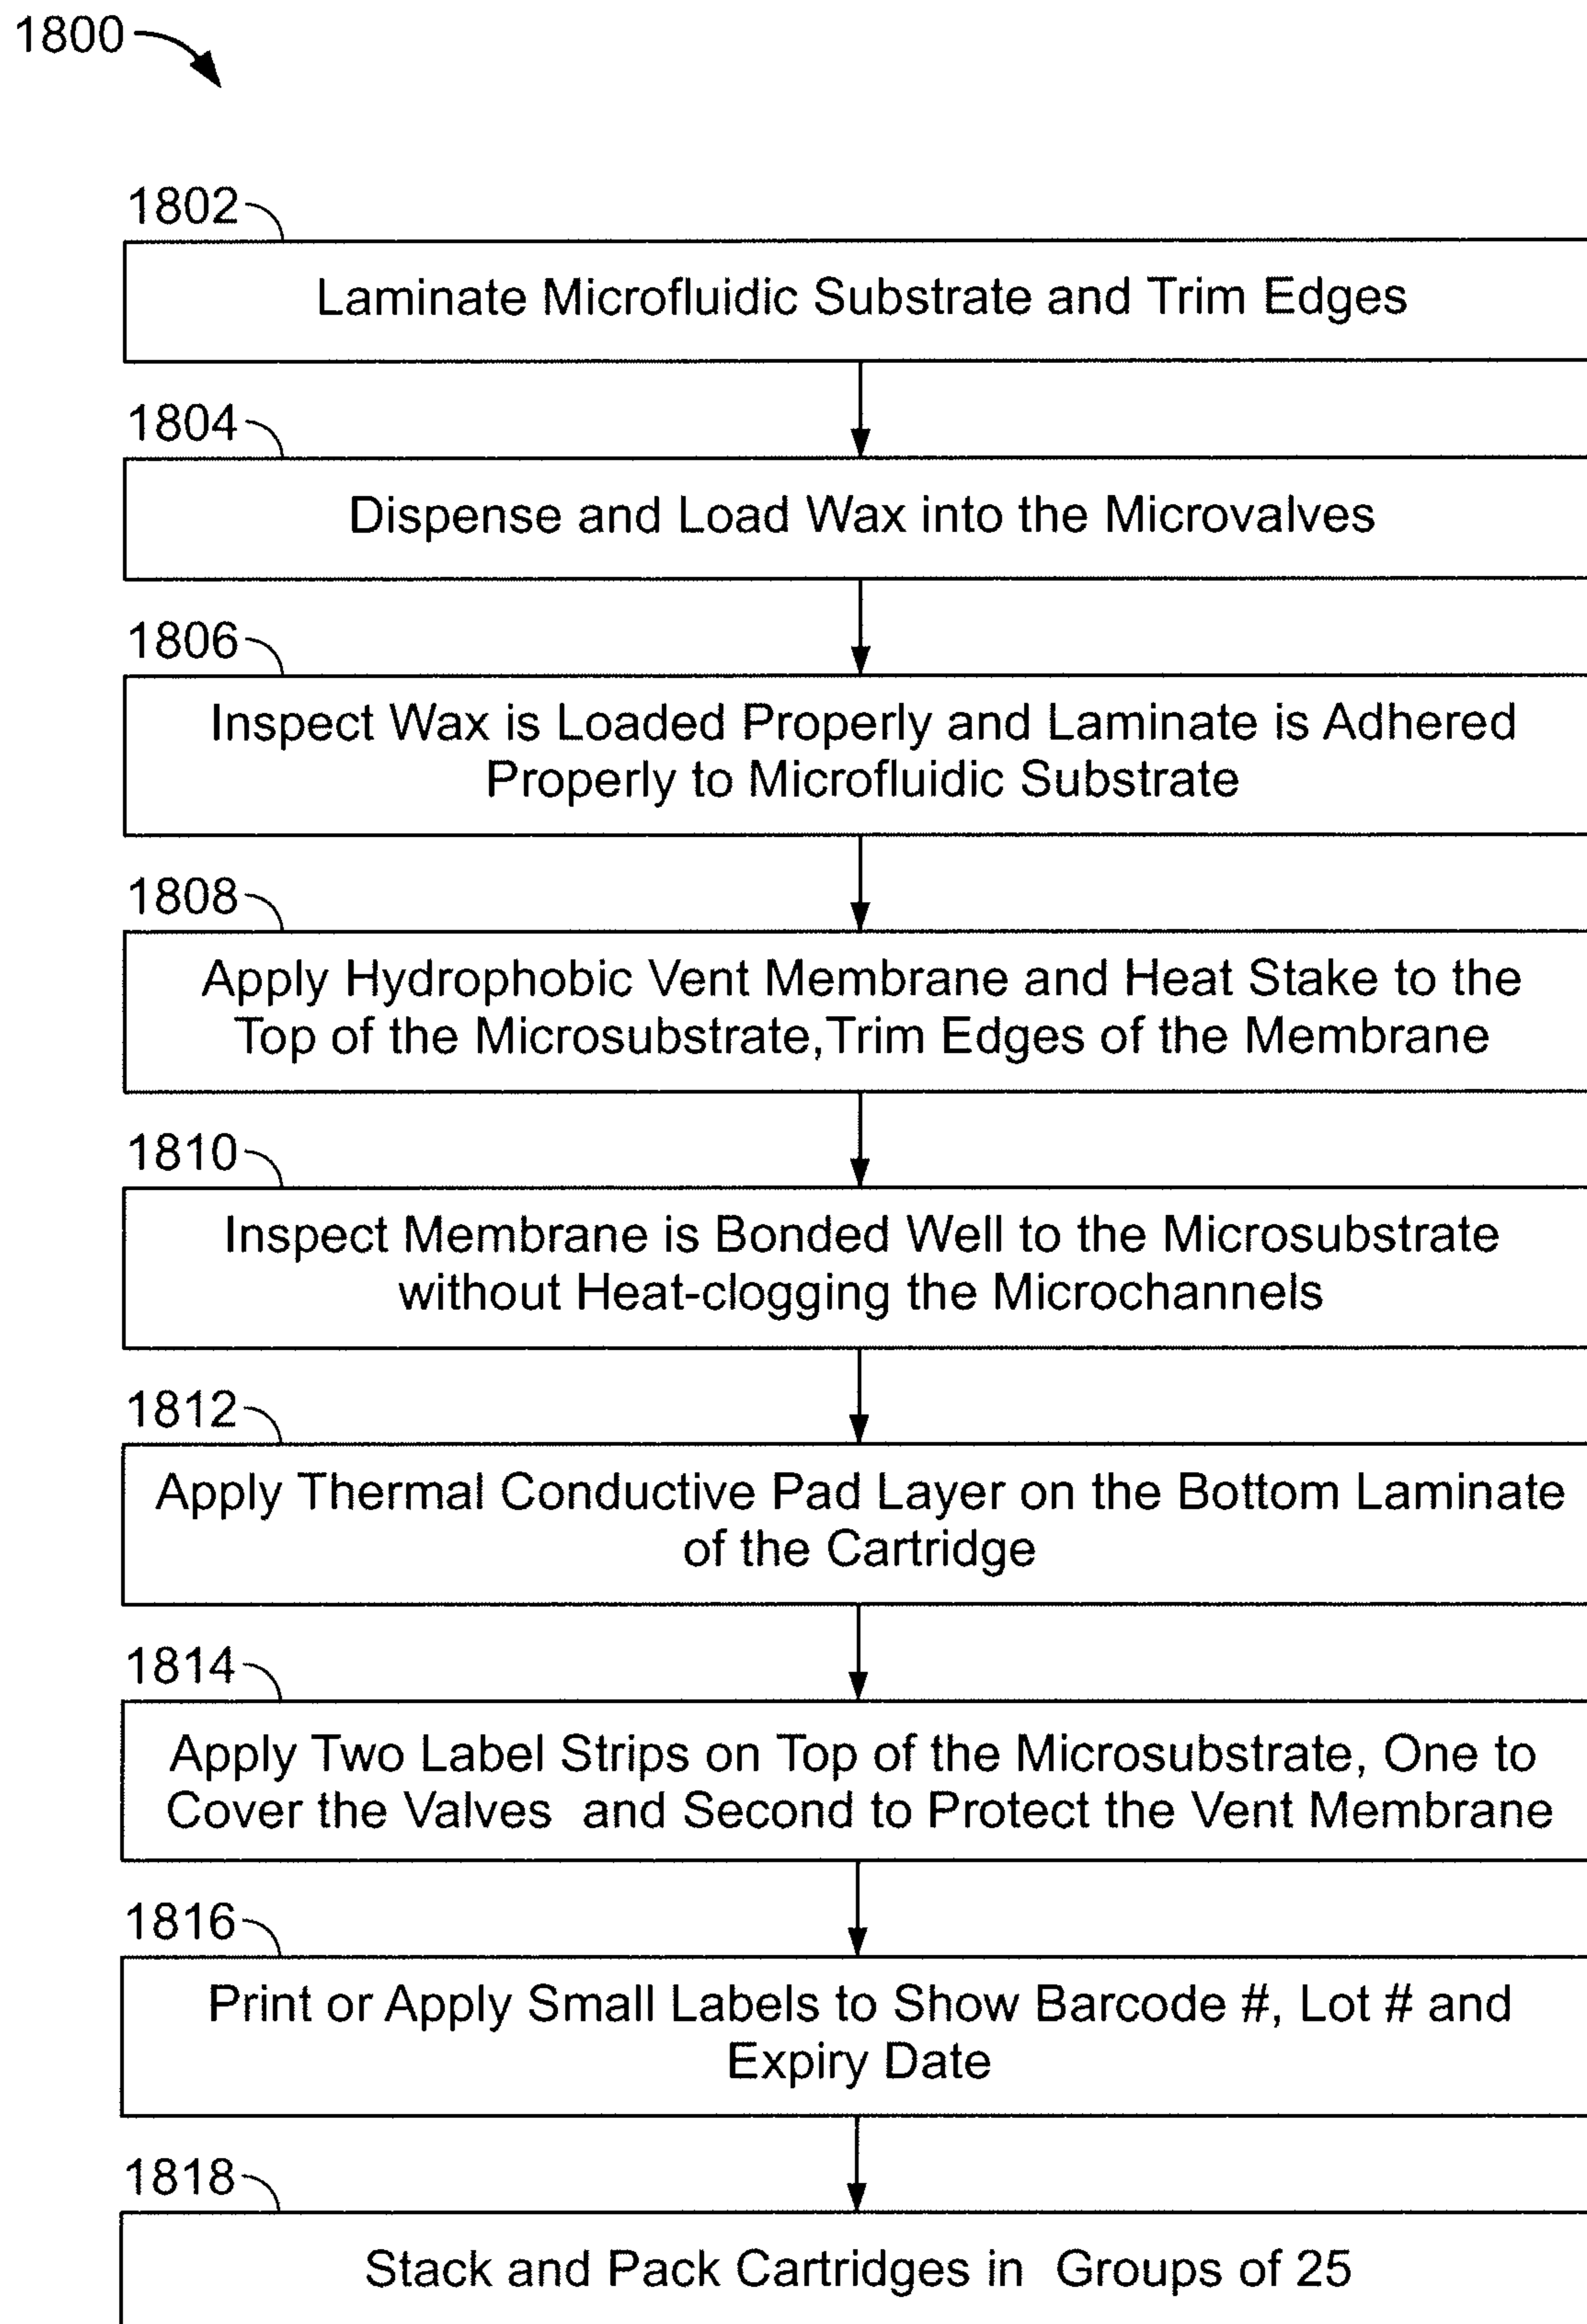 1800
1802
Laminate Microfluidic Substrate and Trim Edges
1804
Dispense and Load Wax into the Microvalves
1806
Inspect Wax is Loaded Properly and Laminate is Adhered
Properly to Microfluidic Substrate
1808
Apply Hydrophobic Vent Membrane and Heat Stake to the
Top of the Microsubstrate,Trim Edges of the Membrane
1810
Inspect Membrane is Bonded Well to the Microsubstrate
without Heat-clogging the Microchannels
1812
Apply Thermal Conductive Pad Layer on the Bottom Laminate
of the Cartridge
1814
Apply Two Label Strips on Top of the Microsubstrate, One to
Cover the Valves  and Second to Protect the Vent Membrane
1816
Print or Apply Small Labels to Show Barcode #, Lot # and
Expiry Date
1818
Stack and Pack Cartridges in  Groups of 25